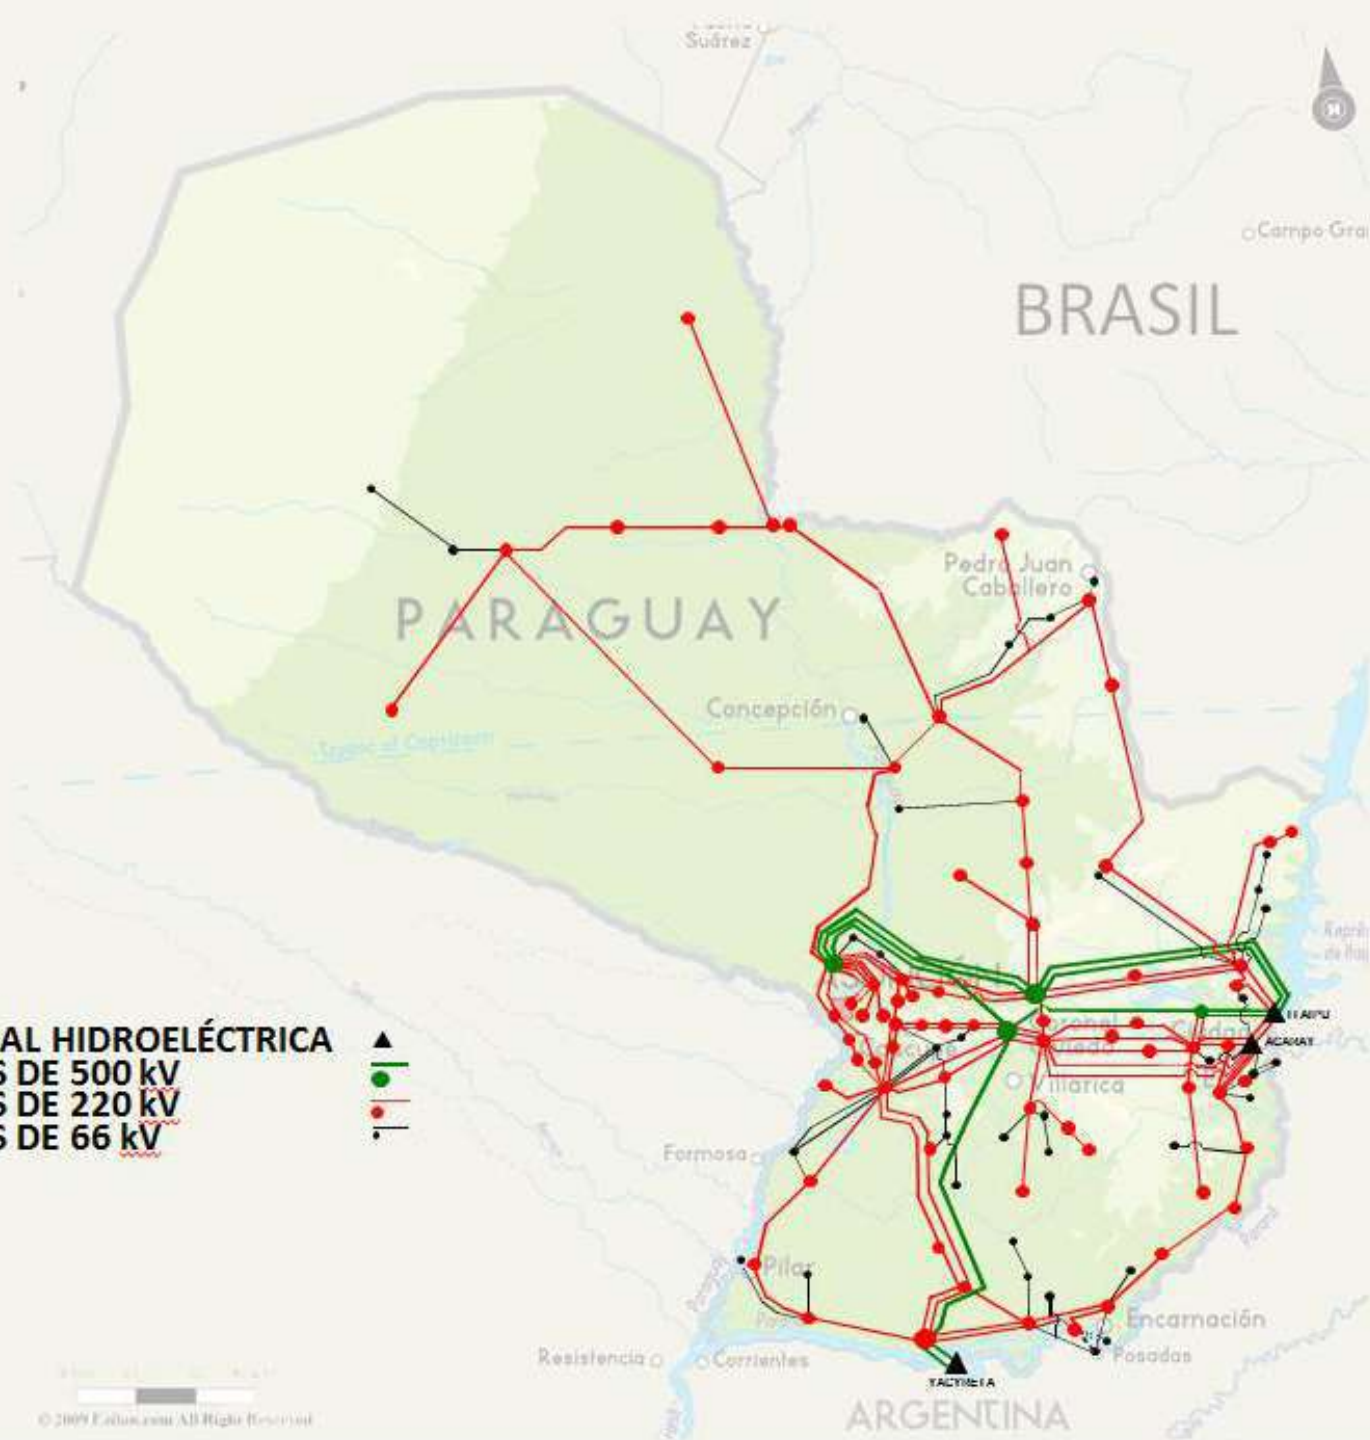 Suárez
Campo Gra
BRASIL
Pedro Juan
Caballero
PARAGUAY
Concepción
AL HIDROELÉCTRICA
S DE 500 kV
S DE 220 kV
S DE 66 kV
ITAIPU
ACARAY
Villarica
Formosa
Pilar
Encarnación
Resistencia
Corrientes
Posadas
YACYRETA
ARGENTINA